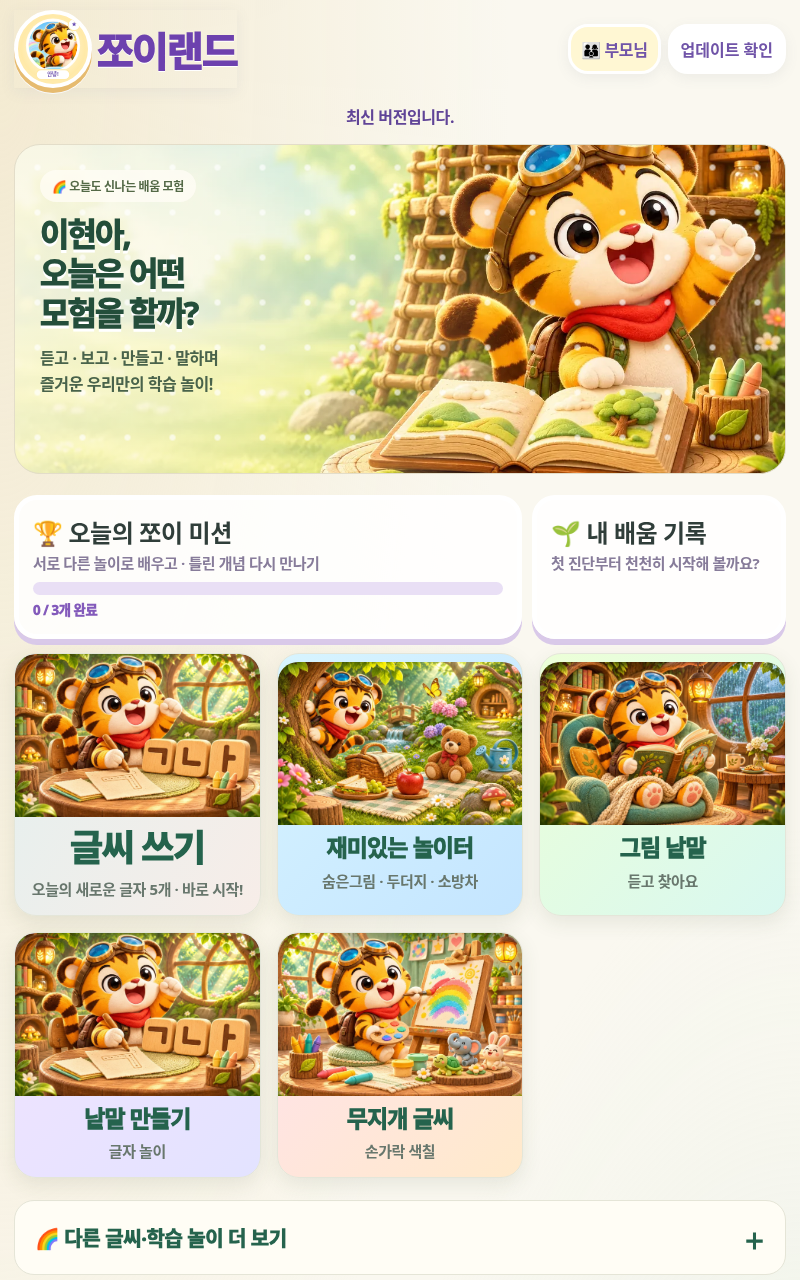 안녕!
쪼이랜드
부모님
업데이트 확인
최신 버전입니다.
오늘도 신나는 배움 모험
이현아,
오늘은 어떤
모험을 할까?
듣고 · 보고 · 만들고 · 말하며
즐거운 우리만의 학습 놀이!
오늘의 쪼이 미션
서로 다른 놀이로 배우고 · 틀린 개념 다시 만나기
0 / 3개 완료
내 배움 기록
첫 진단부터 천천히 시작해 볼까요?
ㄱㄴㅏ
글씨 쓰기
오늘의 새로운 글자 5개 · 바로 시작!
재미있는 놀이터
숨은그림 · 두더지 · 소방차
그림 낱말
듣고 찾아요
ㄱㄴㅏ
낱말 만들기
글자 놀이
무지개 글씨
손가락 색칠
다른 글씨·학습 놀이 더 보기
+